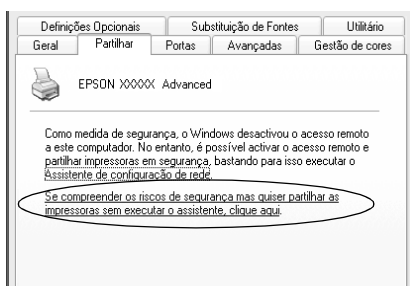 Definições Opcionais
Substituição de Fontes
Utilitário
Geral
Partilhar
Portas
Avançadas
Gestão de cores
EPSON XXXXX Advanced
Como medida de segurança, o Windows desactivou o acesso remoto
a este computador. No entanto, é possível activar o acesso remoto e
partilhar impressoras em segurança, bastando para isso executar o
Assistente de configuração de rede.
Se compreender os riscos de segurança mas quiser partilhar as
impressoras sem executar o assistente, clique aqui.